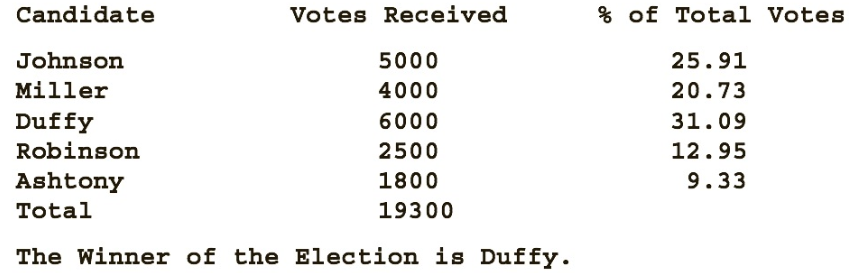 Candidate Votes Received % of Total Votes
Johnson 5000 25.91
Miller 4000 20.73
Duffy 6000 31.09
Robinson 2500 12.95
Ashtony 1800 9.33
Total 19300
The Winner of the Election is Duffy.